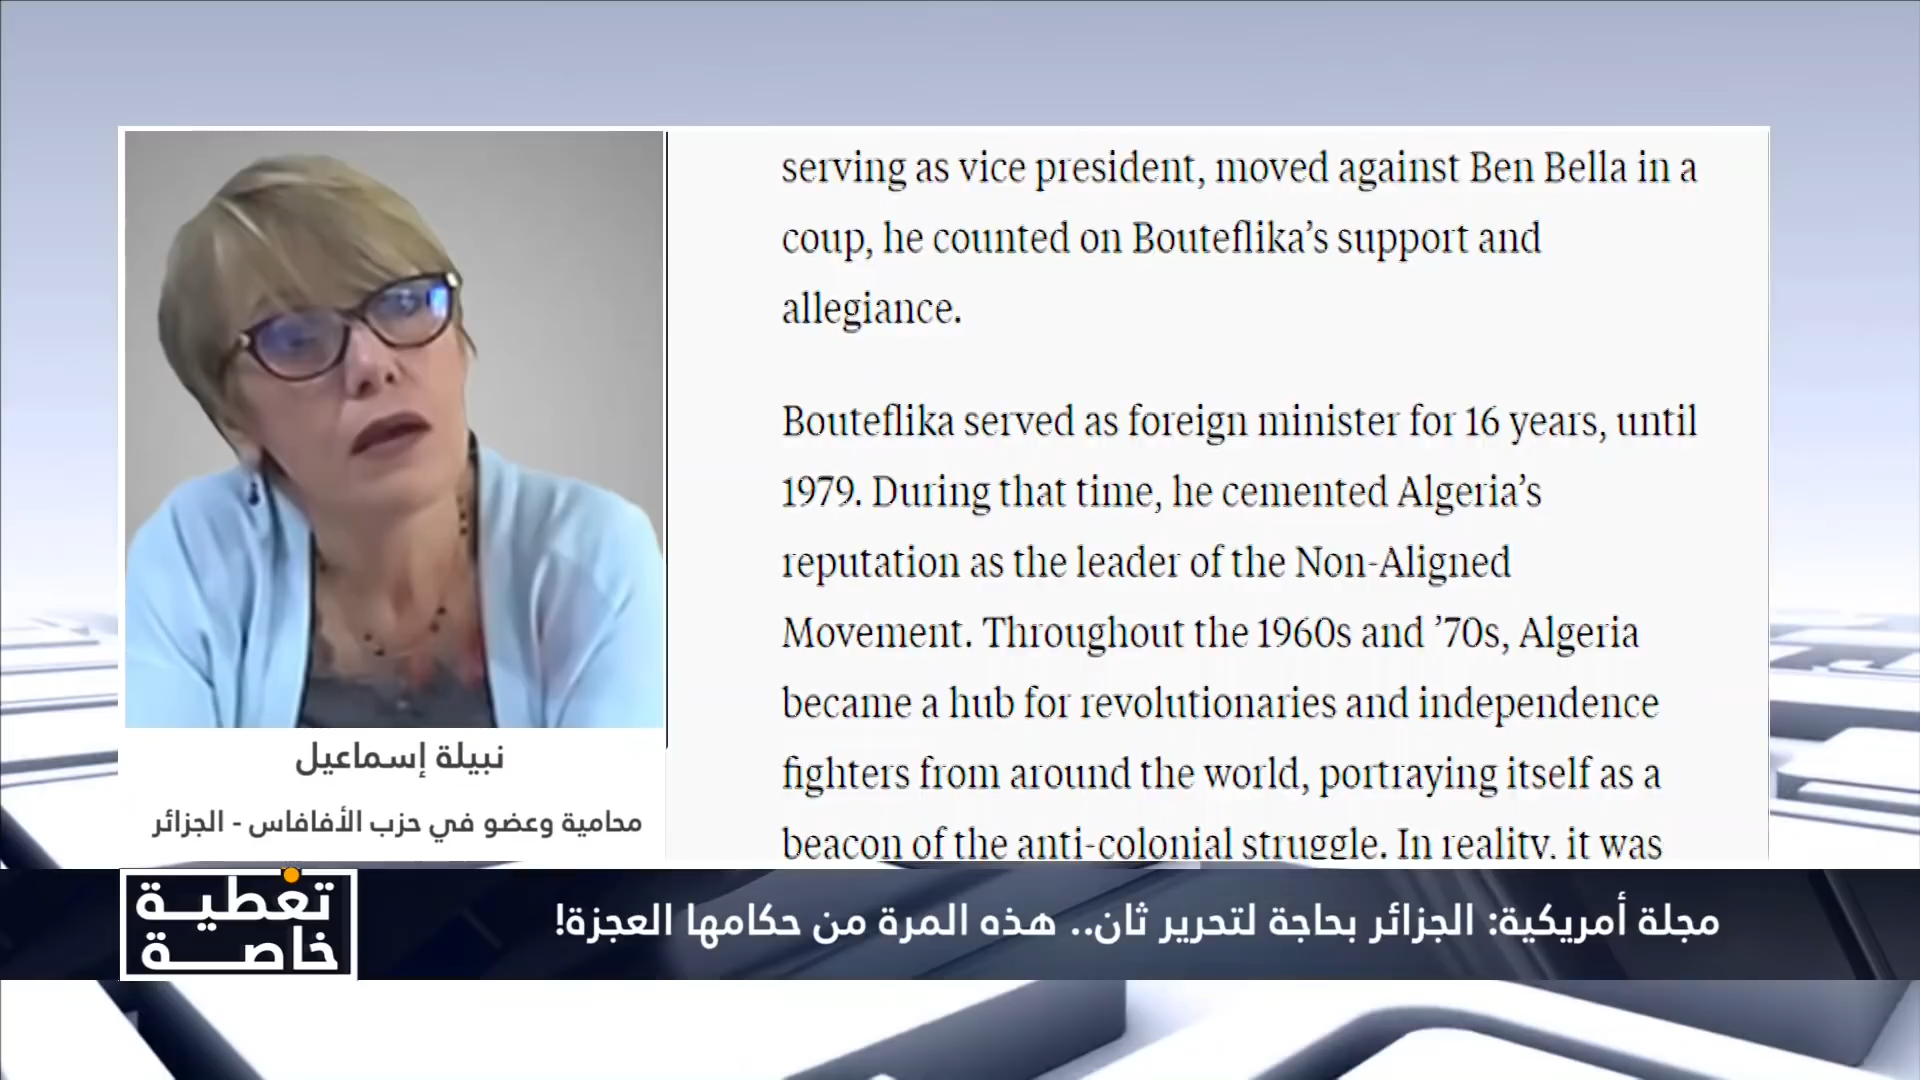 serving as vice president, moved against Ben Bella in a
coup, he counted on Bouteflika’s support and
allegiance.
Bouteflika served as foreign minister for 16 years, until
1979. During that time, he cemented Algeria’s
reputation as the leader of the Non-Aligned
Movement. Throughout the 1960s and ’70s, Algeria
became a hub for revolutionaries and independence
fighters from around the world, portraying itself as a
beacon of the anti-colonial struggle. In reality, it was
نبيلة إسماعيل
محامية وعضو في حزب الأفافاس - الجزائر
تغطية
خاصة
مجلة أمريكية: الجزائر بحاجة لتحرير ثان.. هذه المرة من حكامها العجزة!